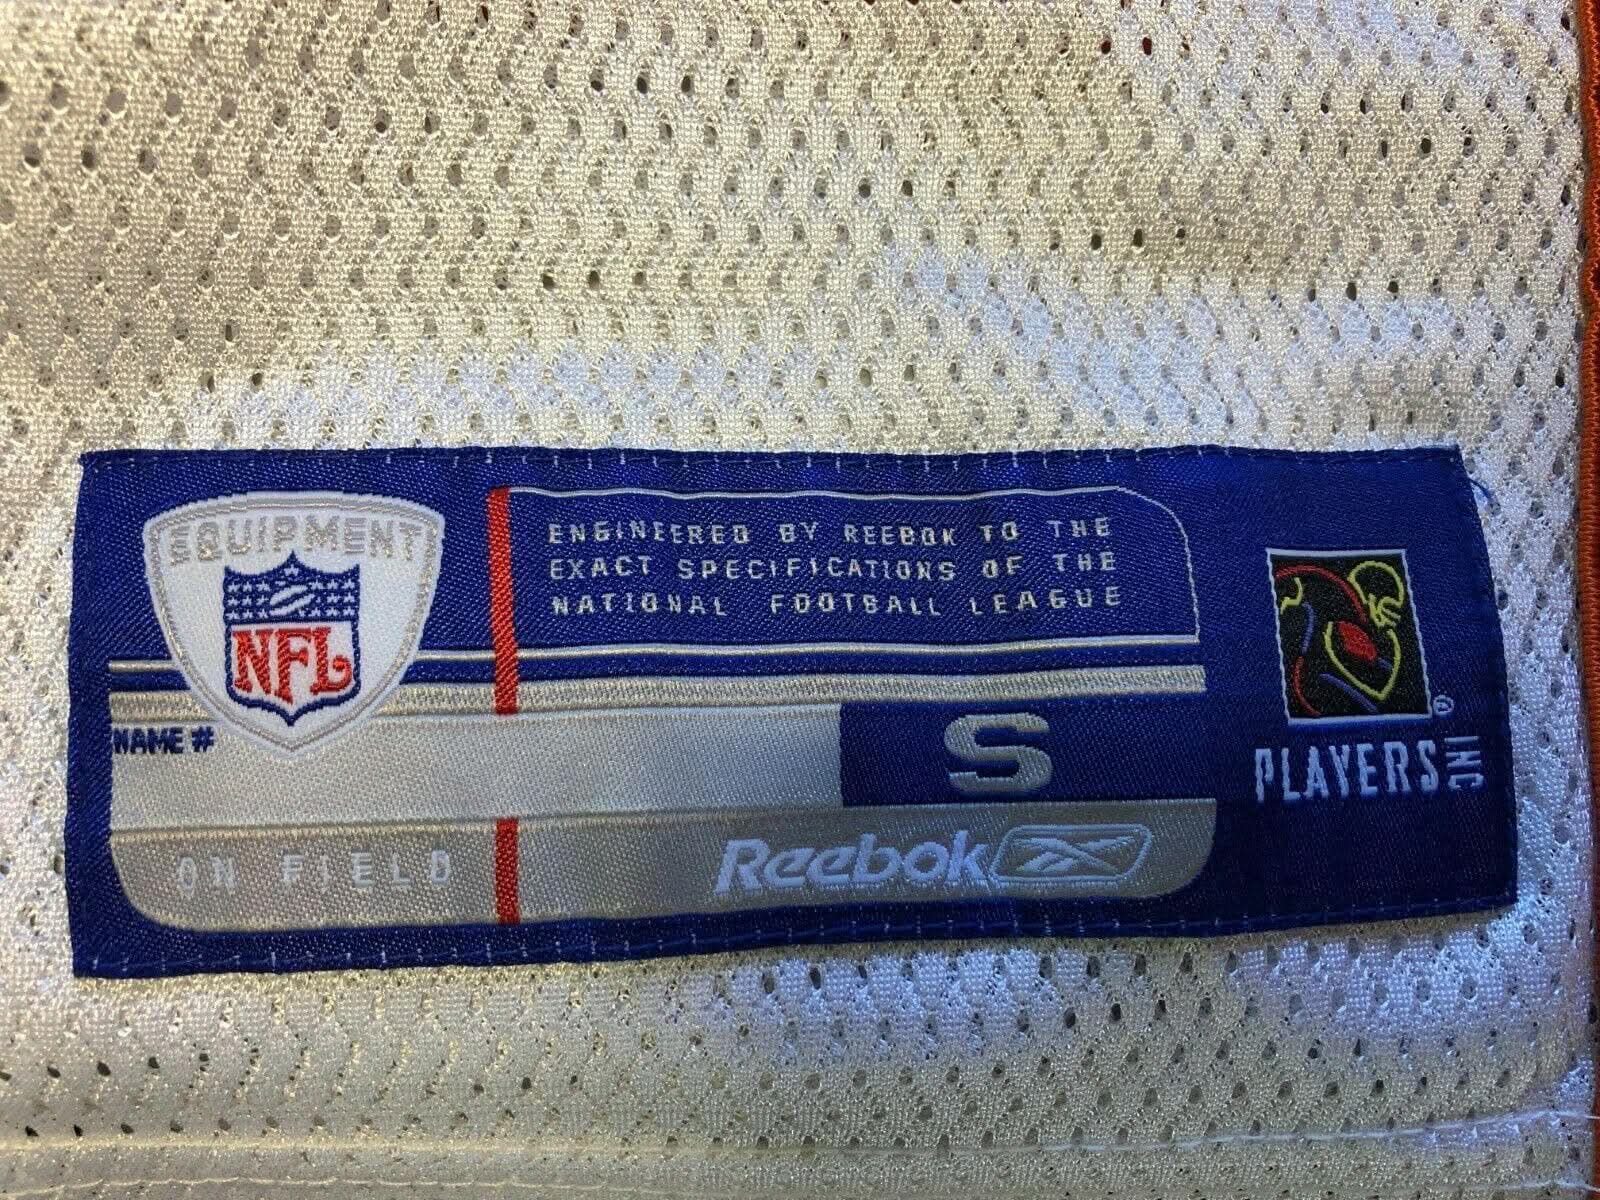 EQUIPMENT
NFL
ENGINEERED BY REEBOK TO THE
EXACT SPECIFICATIONS OF THE
NATIONAL FOOTBALL LEAGUE
NAME #
S
ON FIELD
Reebok
®
PLAYERS INC